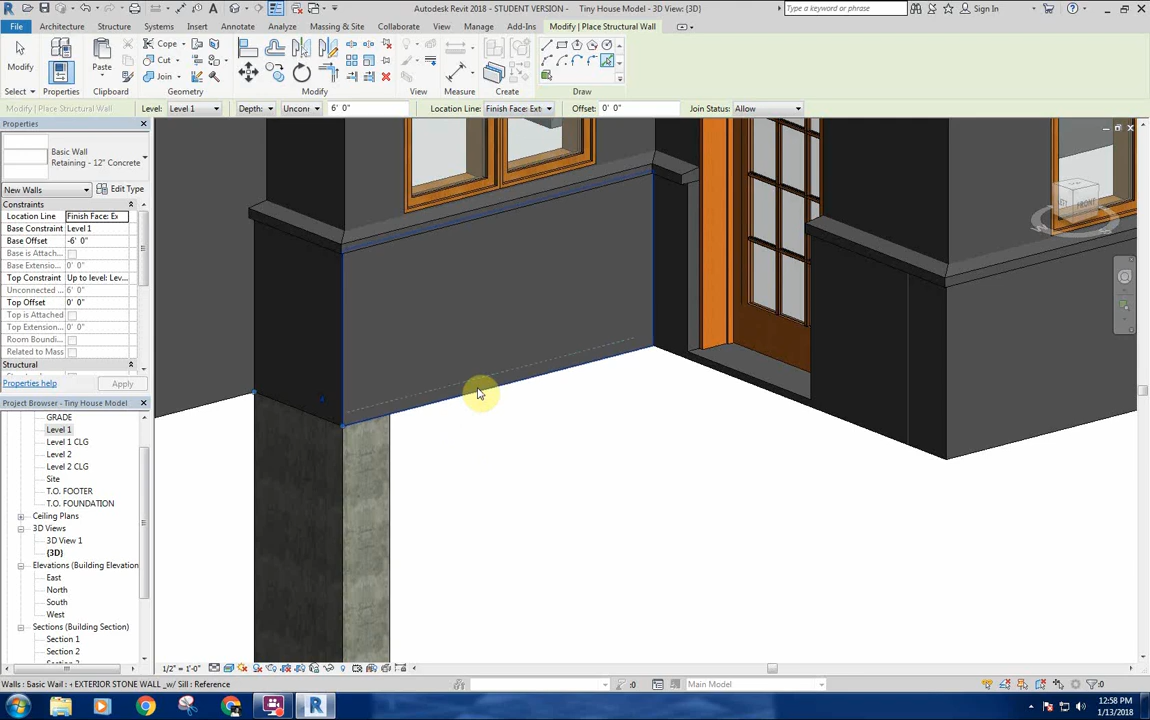 Autodesk Revit 2018 - STUDENT VERSION - Tiny House Model - 3D View: {3D}
Type a keyword or phrase
Sign In
File Architecture Structure Systems Insert Annotate Analyze Massing & Site Collaborate View Manage Add-Ins Modify | Place Structural Wall
Modify
Paste
Cope
Cut
Join
Select Properties Clipboard Geometry Modify View Measure Create Draw
Modify | Place Structural Wall Level: Level 1 Depth: Unconr 6' 0" Location Line: Finish Face: Ext Offset: 0' 0" Join Status: Allow
Properties
Basic Wall
Retaining - 12" Concrete
New Walls Edit Type
Constraints
Location Line Finish Face: Ex
Base Constraint Level 1
Base Offset -6' 0"
Base is Attach...
Base Extensio... 0' 0"
Top Constraint Up to level: Lev...
Unconnected ... 6' 0"
Top Offset 0' 0"
Top is Attached
Top Extension... 0' 0"
Room Boundi...
Related to Mass
Structural
Properties help Apply
Project Browser - Tiny House Model
GRADE
Level 1
Level 1 CLG
Level 2
Level 2 CLG
Site
T.O. FOOTER
T.O. FOUNDATION
Ceiling Plans
3D Views
3D View 1
{3D}
Elevations (Building Elevation
East
North
South
West
Sections (Building Section)
Section 1
Section 2
FRONT
1/2" = 1'-0"
Walls : Basic Wall : + EXTERIOR STONE WALL _w/ Sill : Reference
:0
Main Model
:0
12:58 PM
1/13/2018